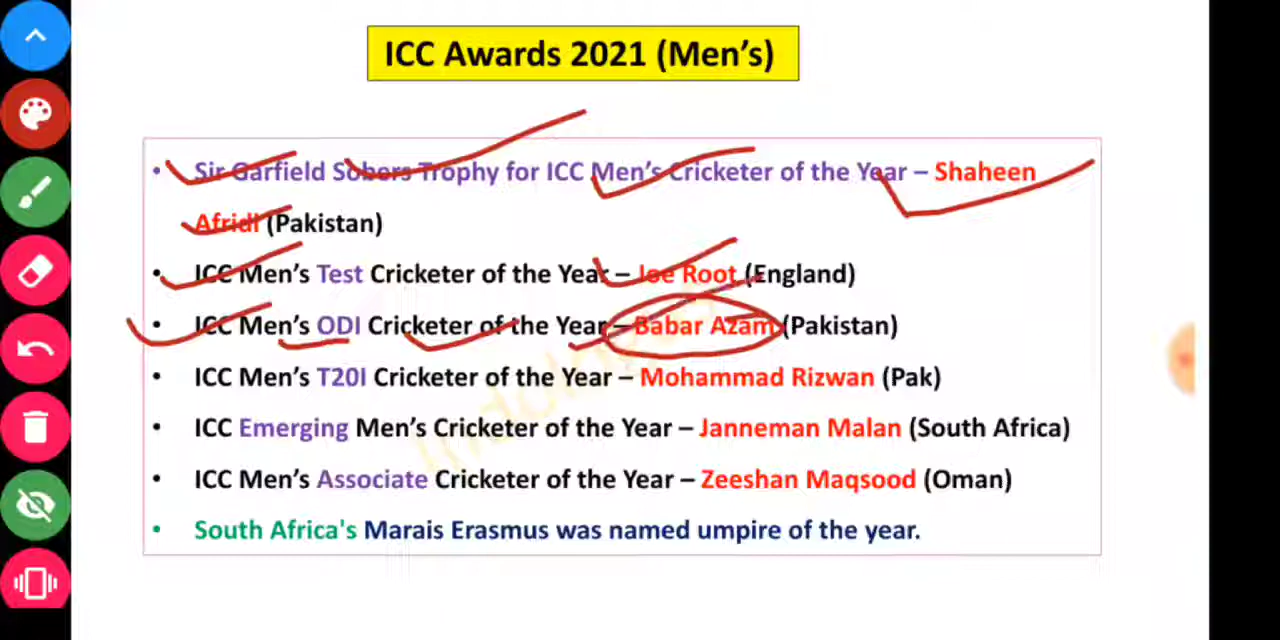 ICC Awards 2021 (Men's)
• Sir Garfield Sobers Trophy for ICC Men's Cricketer of the Year – Shaheen
Afridi (Pakistan)
• ICC Men's Test Cricketer of the Year – Joe Root (England)
• ICC Men's ODI Cricketer of the Year – Babar Azam (Pakistan)
• ICC Men's T20I Cricketer of the Year – Mohammad Rizwan (Pak)
• ICC Emerging Men's Cricketer of the Year – Janneman Malan (South Africa)
• ICC Men's Associate Cricketer of the Year – Zeeshan Maqsood (Oman)
• South Africa's Marais Erasmus was named umpire of the year.